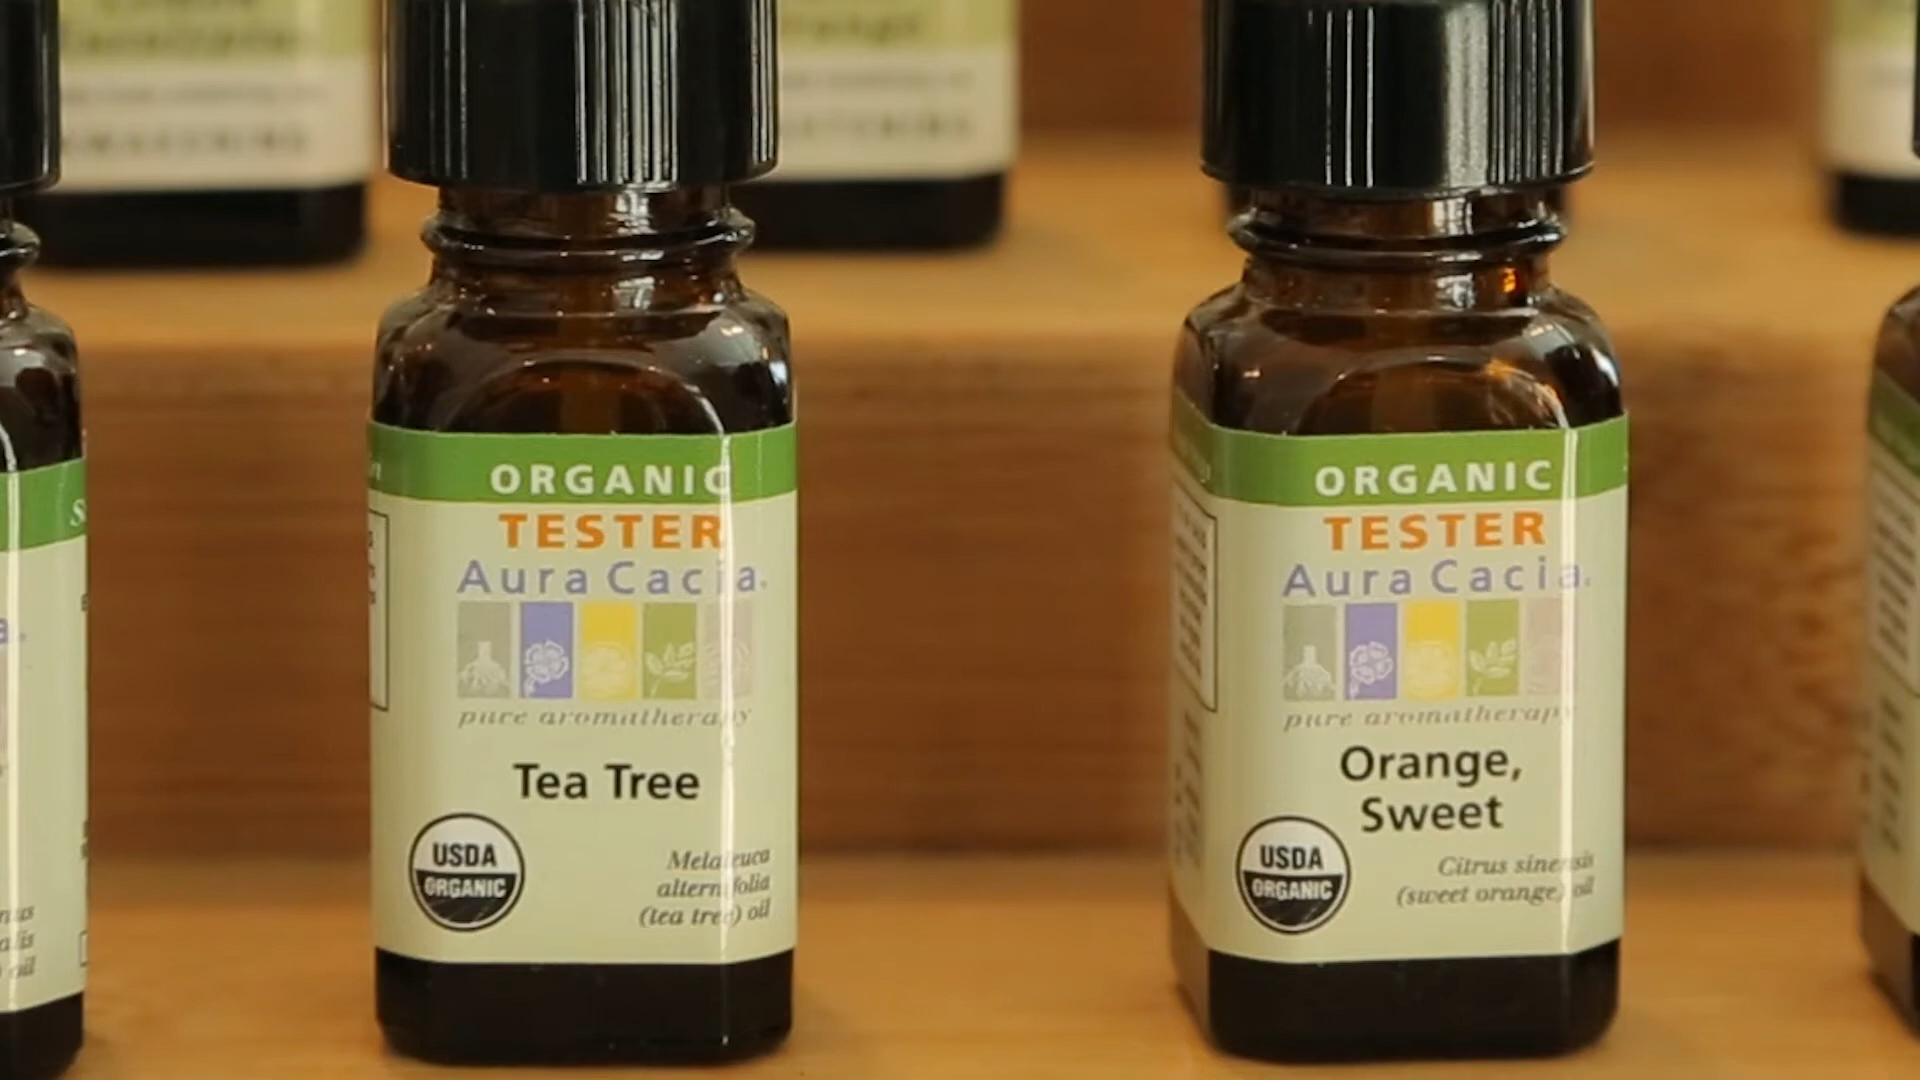 ORGANIC
TESTER
Aura Cacia.
pure aromatherapy
Tea Tree
USDA
ORGANIC
Melaleuca
alternifolia
(tea tree) oil
ORGANIC
TESTER
Aura Cacia.
pure aromatherapy
Orange,
Sweet
USDA
ORGANIC
Citrus sinensis
(sweet orange) oil
oil